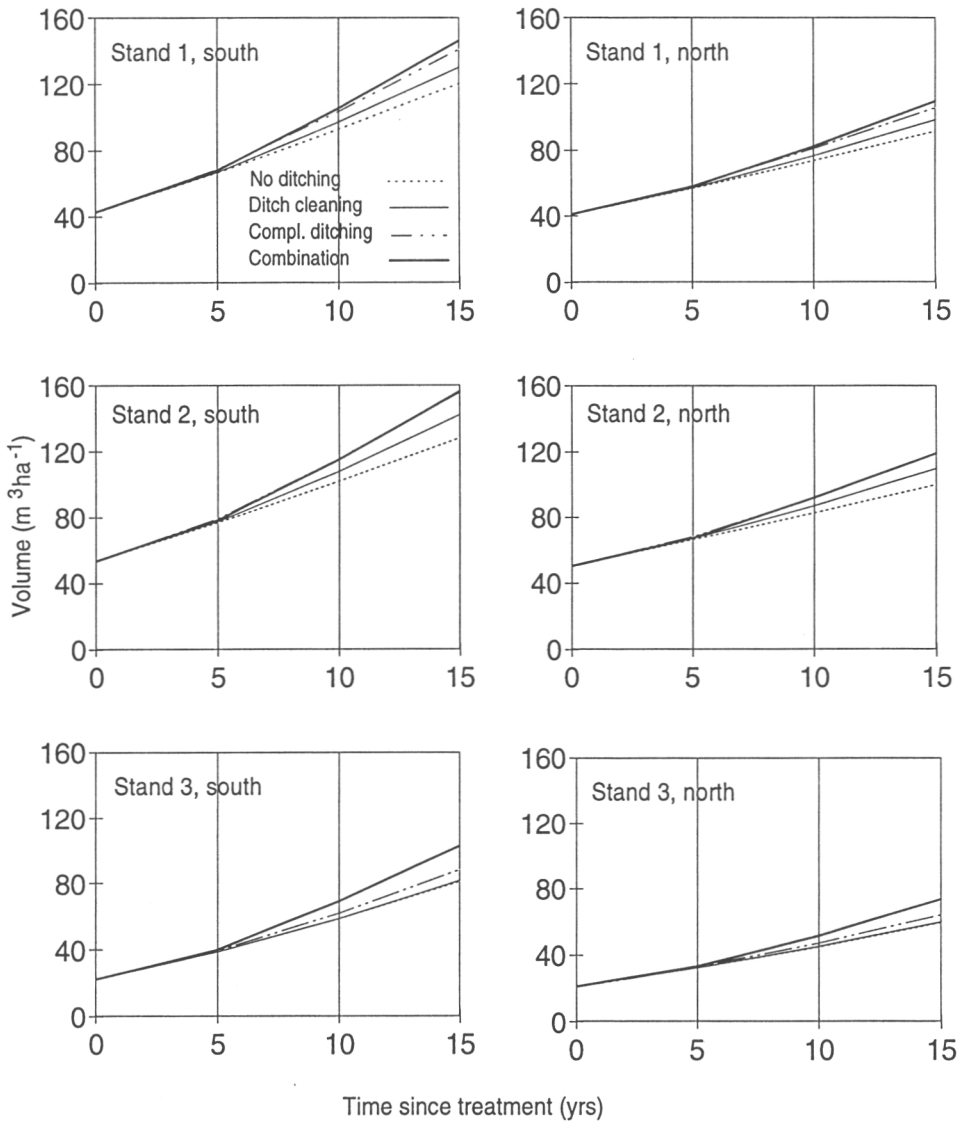 160
120
80
40
0
Stand 1, south
No ditching
Ditch cleaning
Compl. ditching
Combination
0 5 10 15
160
120
80
40
0
Stand 1, north
0 5 10 15
Volume (m 3ha-1)
160
120
80
40
0
Stand 2, south
0 5 10 15
160
120
80
40
0
Stand 2, north
0 5 10 15
160
120
80
40
0
Stand 3, south
0 5 10 15
160
120
80
40
0
Stand 3, north
0 5 10 15
Time since treatment (yrs)